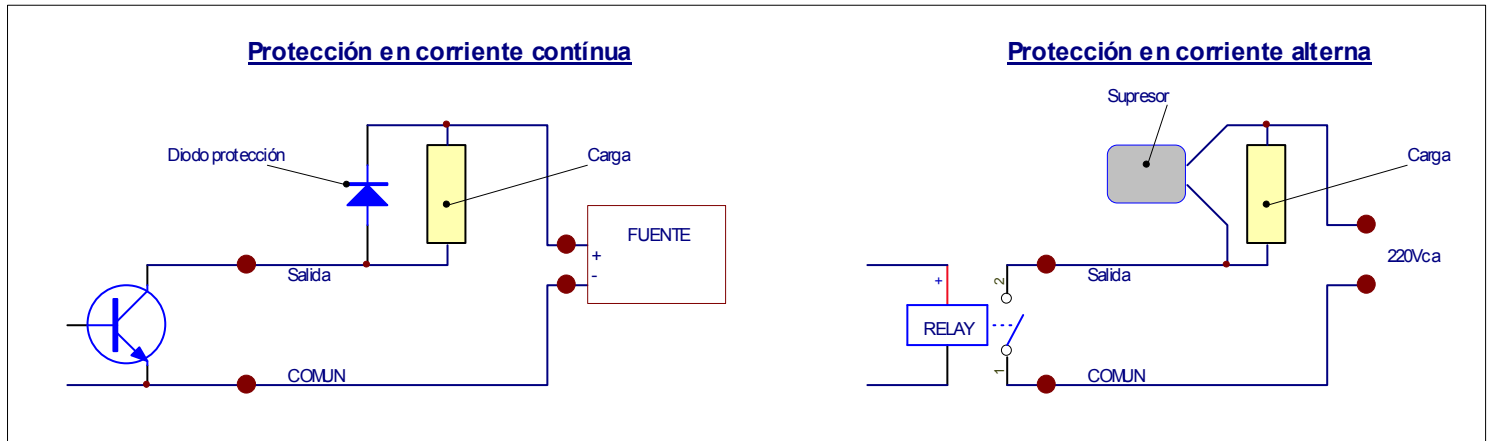 Protección en corriente contínua
Diodo protección
Carga
FUENTE
+
-
Salida
COMUN
Protección en corriente alterna
Supresor
Carga
220Vca
Salida
+
2
RELAY
1
COMUN